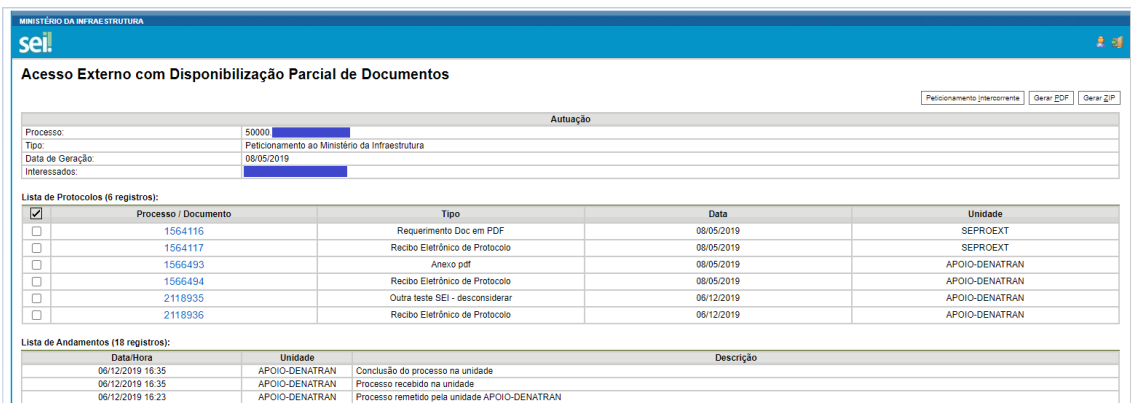 MINISTÉRIO DA INFRAESTRUTURA
sei!
Acesso Externo com Disponibilização Parcial de Documentos
Peticionamento Intercorrente Gerar PDF Gerar ZIP
Autuação
Processo: 50000.
Tipo: Peticionamento ao Ministério da Infraestrutura
Data de Geração: 08/05/2019
Interessados:
Lista de Protocolos (6 registros):
Processo / Documento Tipo Data Unidade
1564116 Requerimento Doc em PDF 08/05/2019 SEPROEXT
1564117 Recibo Eletrônico de Protocolo 08/05/2019 SEPROEXT
1566493 Anexo pdf 08/05/2019 APOIO-DENATRAN
1566494 Recibo Eletrônico de Protocolo 08/05/2019 APOIO-DENATRAN
2118935 Outra teste SEI - desconsiderar 06/12/2019 APOIO-DENATRAN
2118936 Recibo Eletrônico de Protocolo 06/12/2019 APOIO-DENATRAN
Lista de Andamentos (18 registros):
Data/Hora Unidade Descrição
06/12/2019 16:35 APOIO-DENATRAN Conclusão do processo na unidade
06/12/2019 16:35 APOIO-DENATRAN Processo recebido na unidade
06/12/2019 16:23 APOIO-DENATRAN Processo remetido pela unidade APOIO-DENATRAN